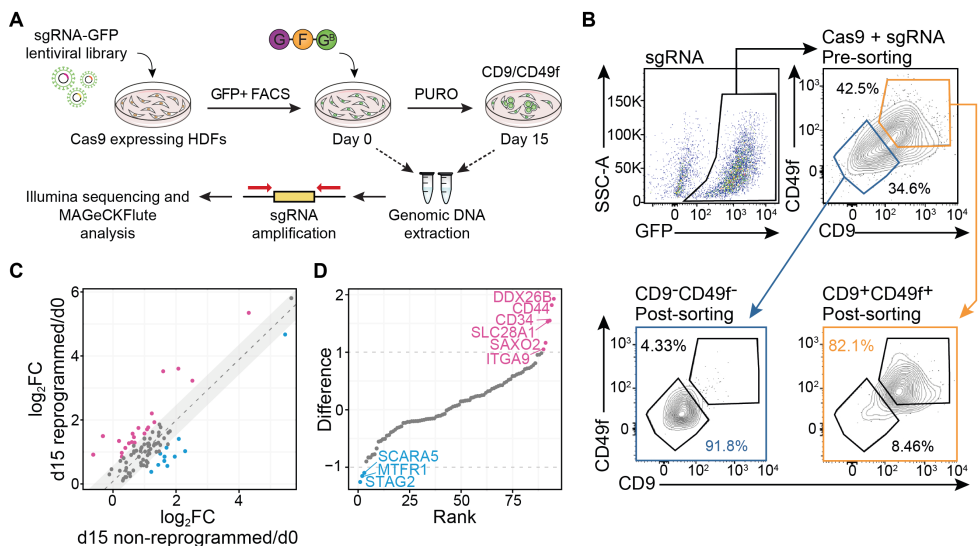 A
sgRNA-GFP
lentiviral library
GFP+ FACS
Cas9 expressing HDFs
G F Gᴮ
Day 0
PURO
CD9/CD49f
Day 15
Genomic DNA
extraction
sgRNA
amplification
Illumina sequencing and
MAGeCKFlute
analysis
B
sgRNA
Cas9 + sgRNA
Pre-sorting
SSC-A
150K
100K
50K
0
0 10² 10³ 10⁴
GFP
CD49f
10³
10²
0
42.5%
34.6%
0 10² 10³ 10⁴
CD9
CD9⁻CD49f⁻
Post-sorting
CD9⁺CD49f⁺
Post-sorting
CD49f
10³
10²
0
4.33%
91.8%
0 10² 10³ 10⁴
CD9
10³
10²
0
82.1%
8.46%
0 10² 10³ 10⁴
C
log₂FC
d15 reprogrammed/d0
6
4
2
0
0 2 4
log₂FC
d15 non-reprogrammed/d0
D
Difference
2
1
0
−1
DDX26B
CD44
CD34
SLC28A1
SAXO2
ITGA9
SCARA5
MTFR1
STAG2
0 25 50 75
Rank